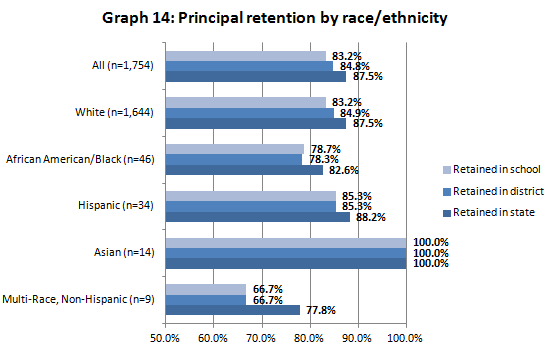 Graph 14: Principal retention by race/ethnicity
All (n=1,754)
83.2%
84.8%
87.5%
White (n=1,644)
83.2%
84.9%
87.5%
African American/Black (n=46)
78.7%
78.3%
82.6%
Hispanic (n=34)
85.3%
85.3%
88.2%
Asian (n=14)
100.0%
100.0%
100.0%
Multi-Race, Non-Hispanic (n=9)
66.7%
66.7%
77.8%
Retained in school
Retained in district
Retained in state
50.0% 60.0% 70.0% 80.0% 90.0% 100.0%